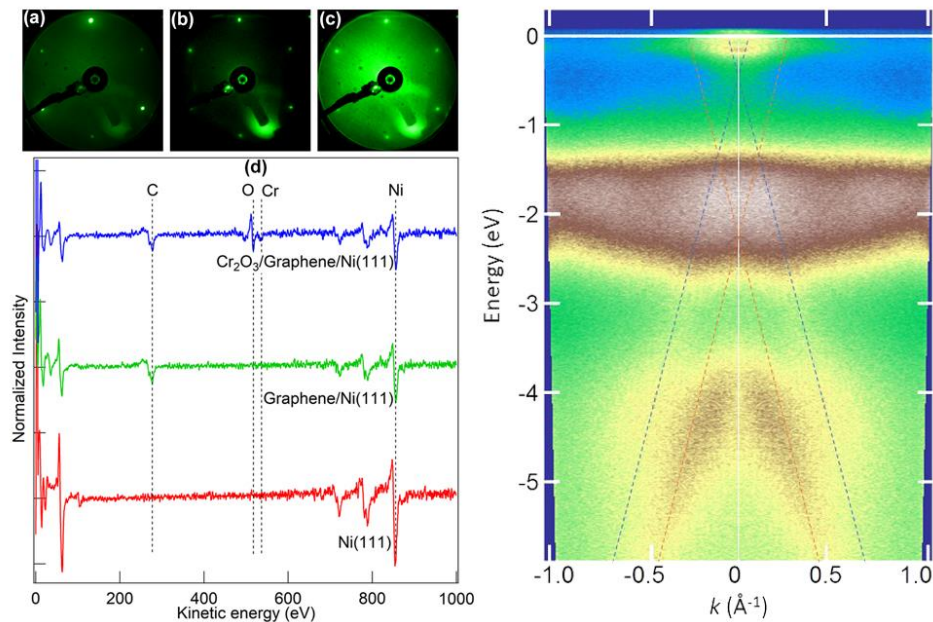 (a)
(b)
(c)
(d)
C
O
Cr
Ni
Cr₂O₃/Graphene/Ni(111)
Graphene/Ni(111)
Ni(111)
Normalized Intensity
0
200
400
600
800
1000
Kinetic energy (eV)
0
-1
-2
-3
-4
-5
Energy (eV)
-1.0
-0.5
0
0.5
1.0
k (Å⁻¹)